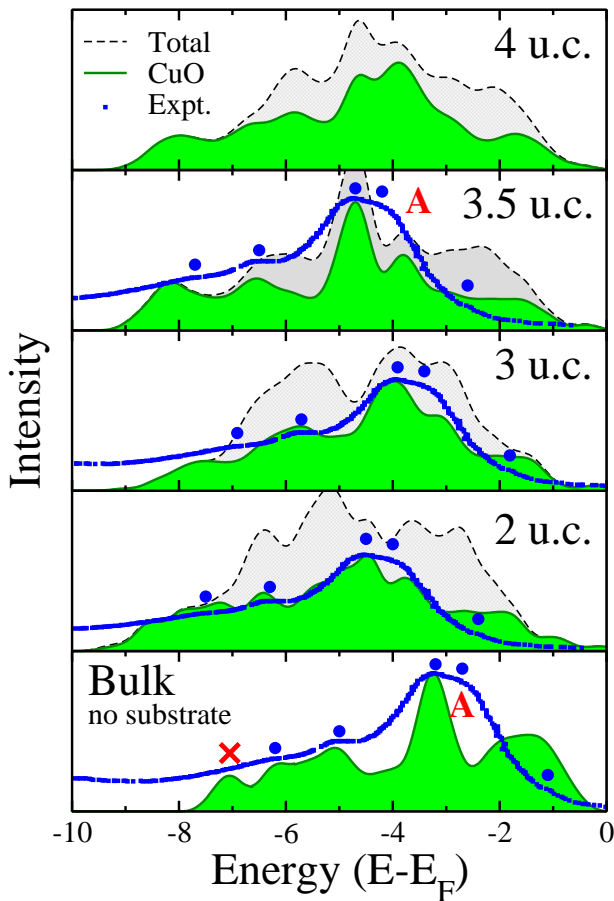 Total
CuO
Expt.
4 u.c.
A
3.5 u.c.
3 u.c.
2 u.c.
Bulk
no substrate
A
Intensity
-10 -8 -6 -4 -2 0
Energy (E-E_F)